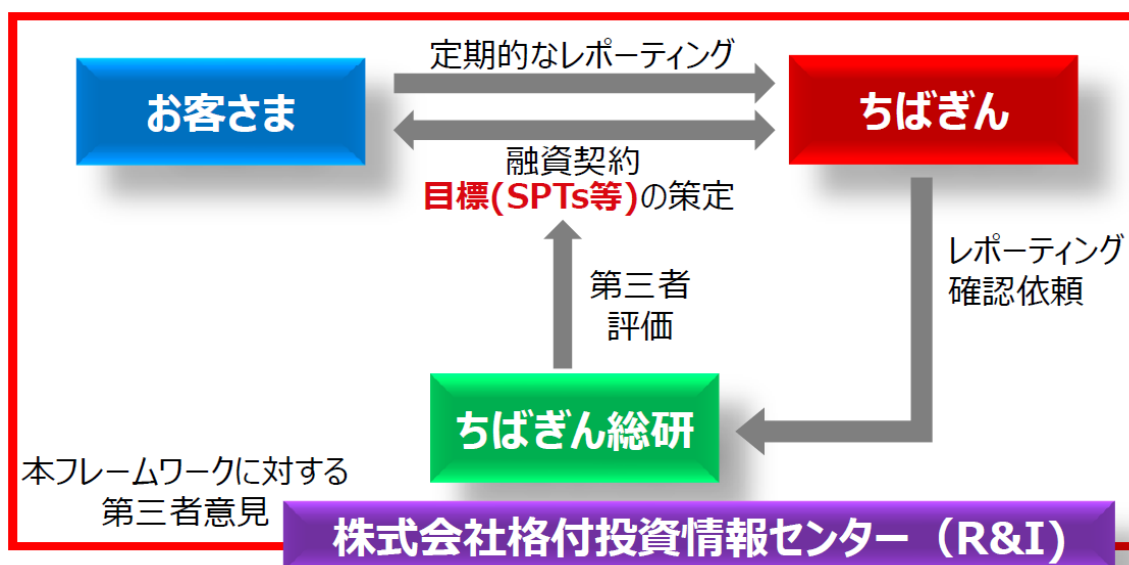 定期的なレポーティング
お客さま
ちばぎん
融資契約
目標(SPTs等)の策定
レポーティング
確認依頼
第三者
評価
ちばぎん総研
本フレームワークに対する
第三者意見
株式会社格付投資情報センター（R&I）